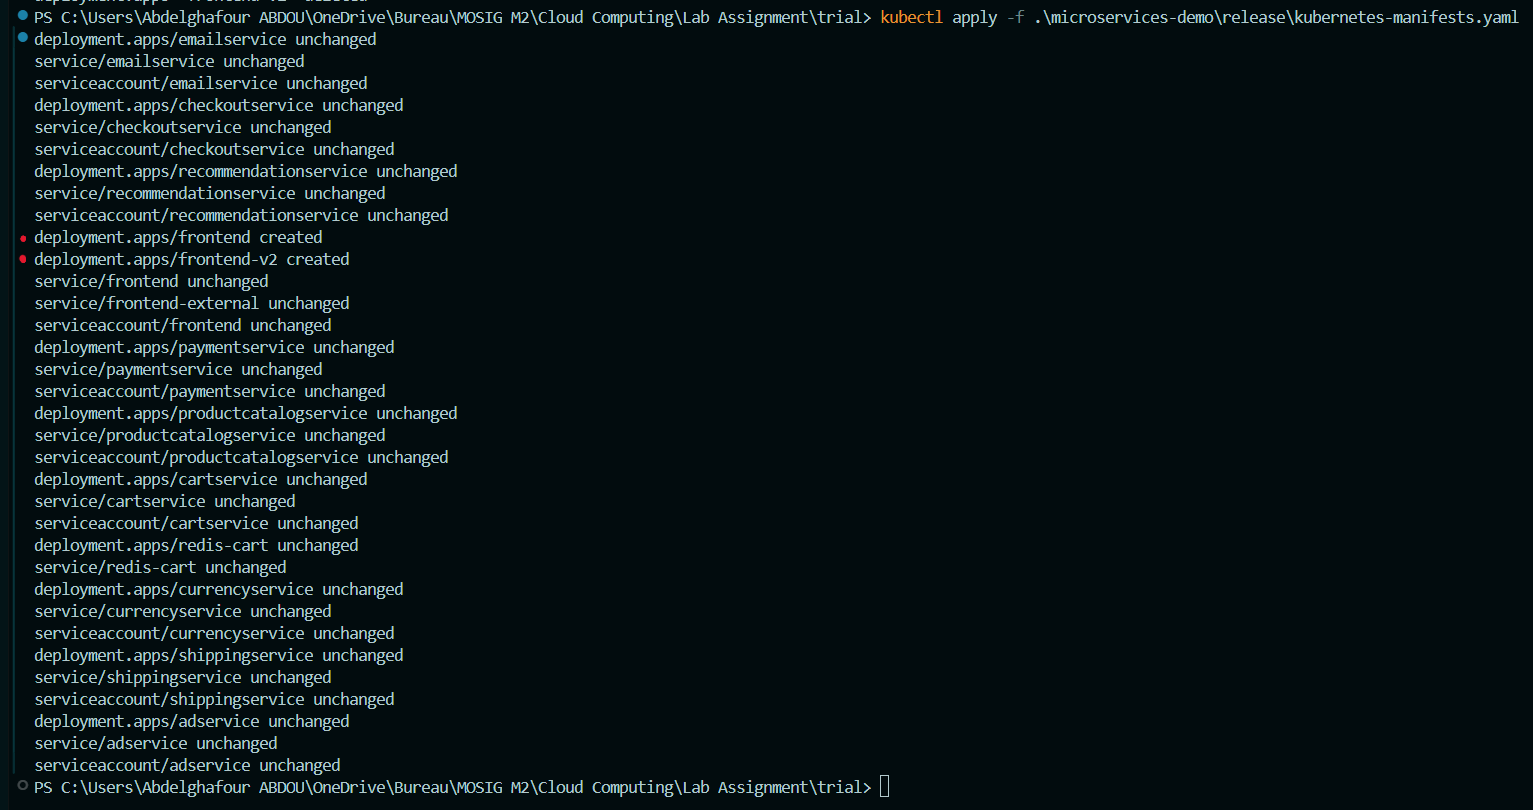 PS C:\Users\Abdelghafour ABDOU\OneDrive\Bureau\MOSIG M2\Cloud Computing\Lab Assignment\trial> kubectl apply -f .\microservices-demo\release\kubernetes-manifests.yaml
deployment.apps/emailservice unchanged
service/emailservice unchanged
serviceaccount/emailservice unchanged
deployment.apps/checkoutservice unchanged
service/checkoutservice unchanged
serviceaccount/checkoutservice unchanged
deployment.apps/recommendationservice unchanged
service/recommendationservice unchanged
serviceaccount/recommendationservice unchanged
deployment.apps/frontend created
deployment.apps/frontend-v2 created
service/frontend unchanged
service/frontend-external unchanged
serviceaccount/frontend unchanged
deployment.apps/paymentservice unchanged
service/paymentservice unchanged
serviceaccount/paymentservice unchanged
deployment.apps/productcatalogservice unchanged
service/productcatalogservice unchanged
serviceaccount/productcatalogservice unchanged
deployment.apps/cartservice unchanged
service/cartservice unchanged
serviceaccount/cartservice unchanged
deployment.apps/redis-cart unchanged
service/redis-cart unchanged
deployment.apps/currencyservice unchanged
service/currencyservice unchanged
serviceaccount/currencyservice unchanged
deployment.apps/shippingservice unchanged
service/shippingservice unchanged
serviceaccount/shippingservice unchanged
deployment.apps/adservice unchanged
service/adservice unchanged
serviceaccount/adservice unchanged
PS C:\Users\Abdelghafour ABDOU\OneDrive\Bureau\MOSIG M2\Cloud Computing\Lab Assignment\trial>